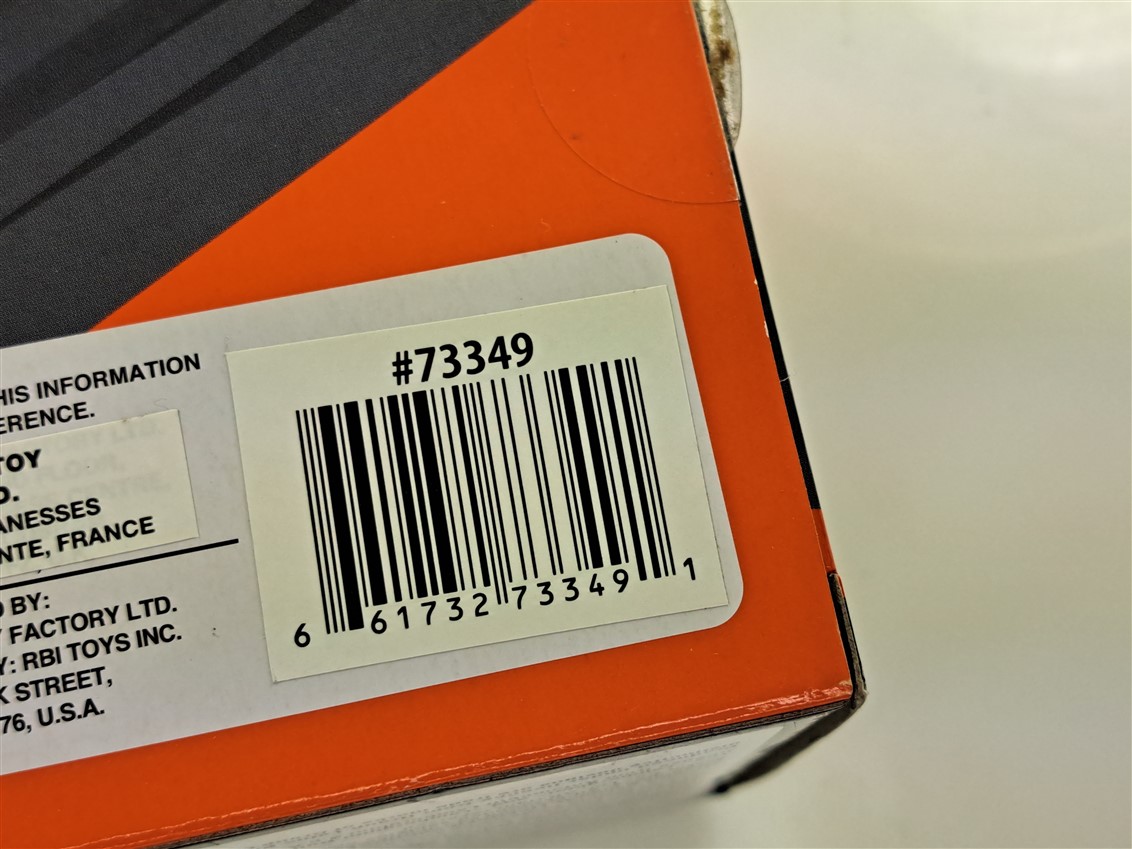 HIS INFORMATION
ERENCE.
TOY
D.
ANESSES
NTE, FRANCE
D BY:
Y FACTORY LTD.
Y: RBI TOYS INC.
K STREET,
76, U.S.A.
#73349
6 61732 73349 1